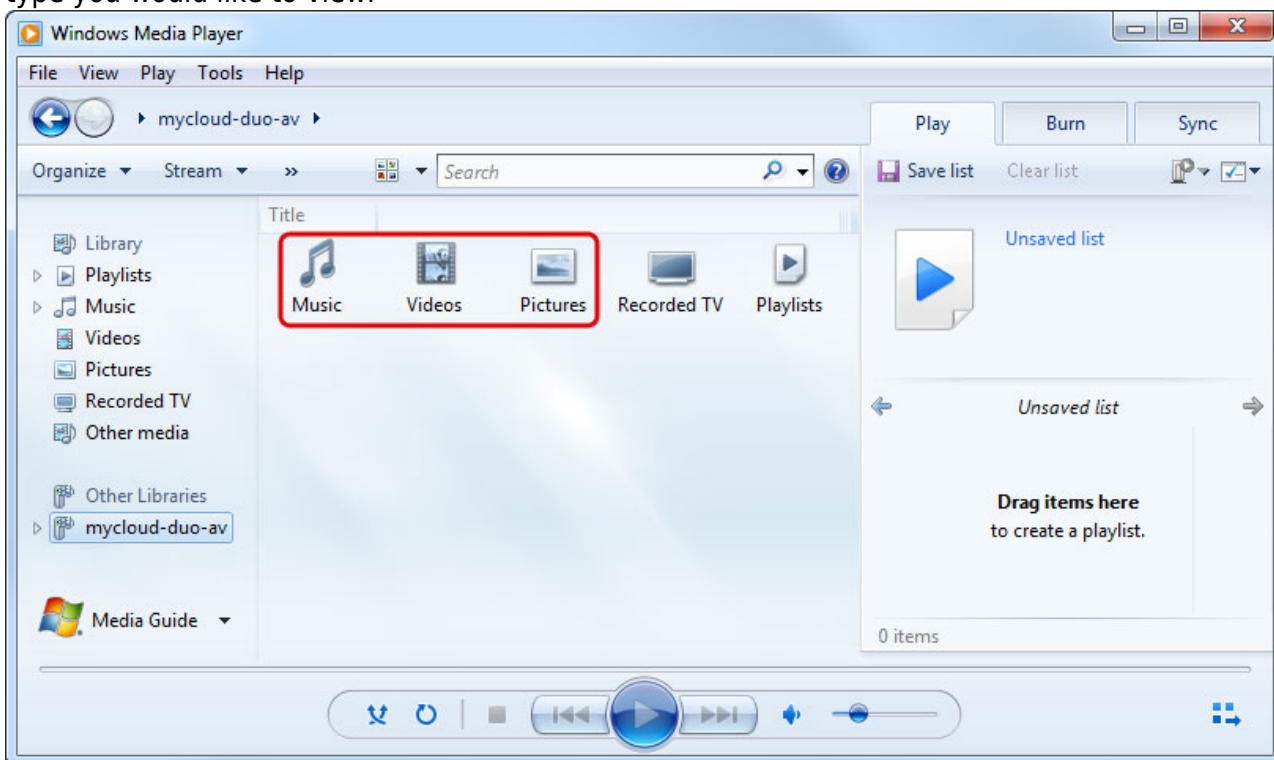 type you would like to view.
Windows Media Player
File View Play Tools Help
mycloud-duo-av
Play Burn Sync
Organize Stream » Search
Save list Clear list
Title
Library
Playlists
Music
Videos
Pictures
Recorded TV
Other media
Other Libraries
mycloud-duo-av
Media Guide
Music Videos Pictures Recorded TV Playlists
Unsaved list
Unsaved list
Drag items here
to create a playlist.
0 items